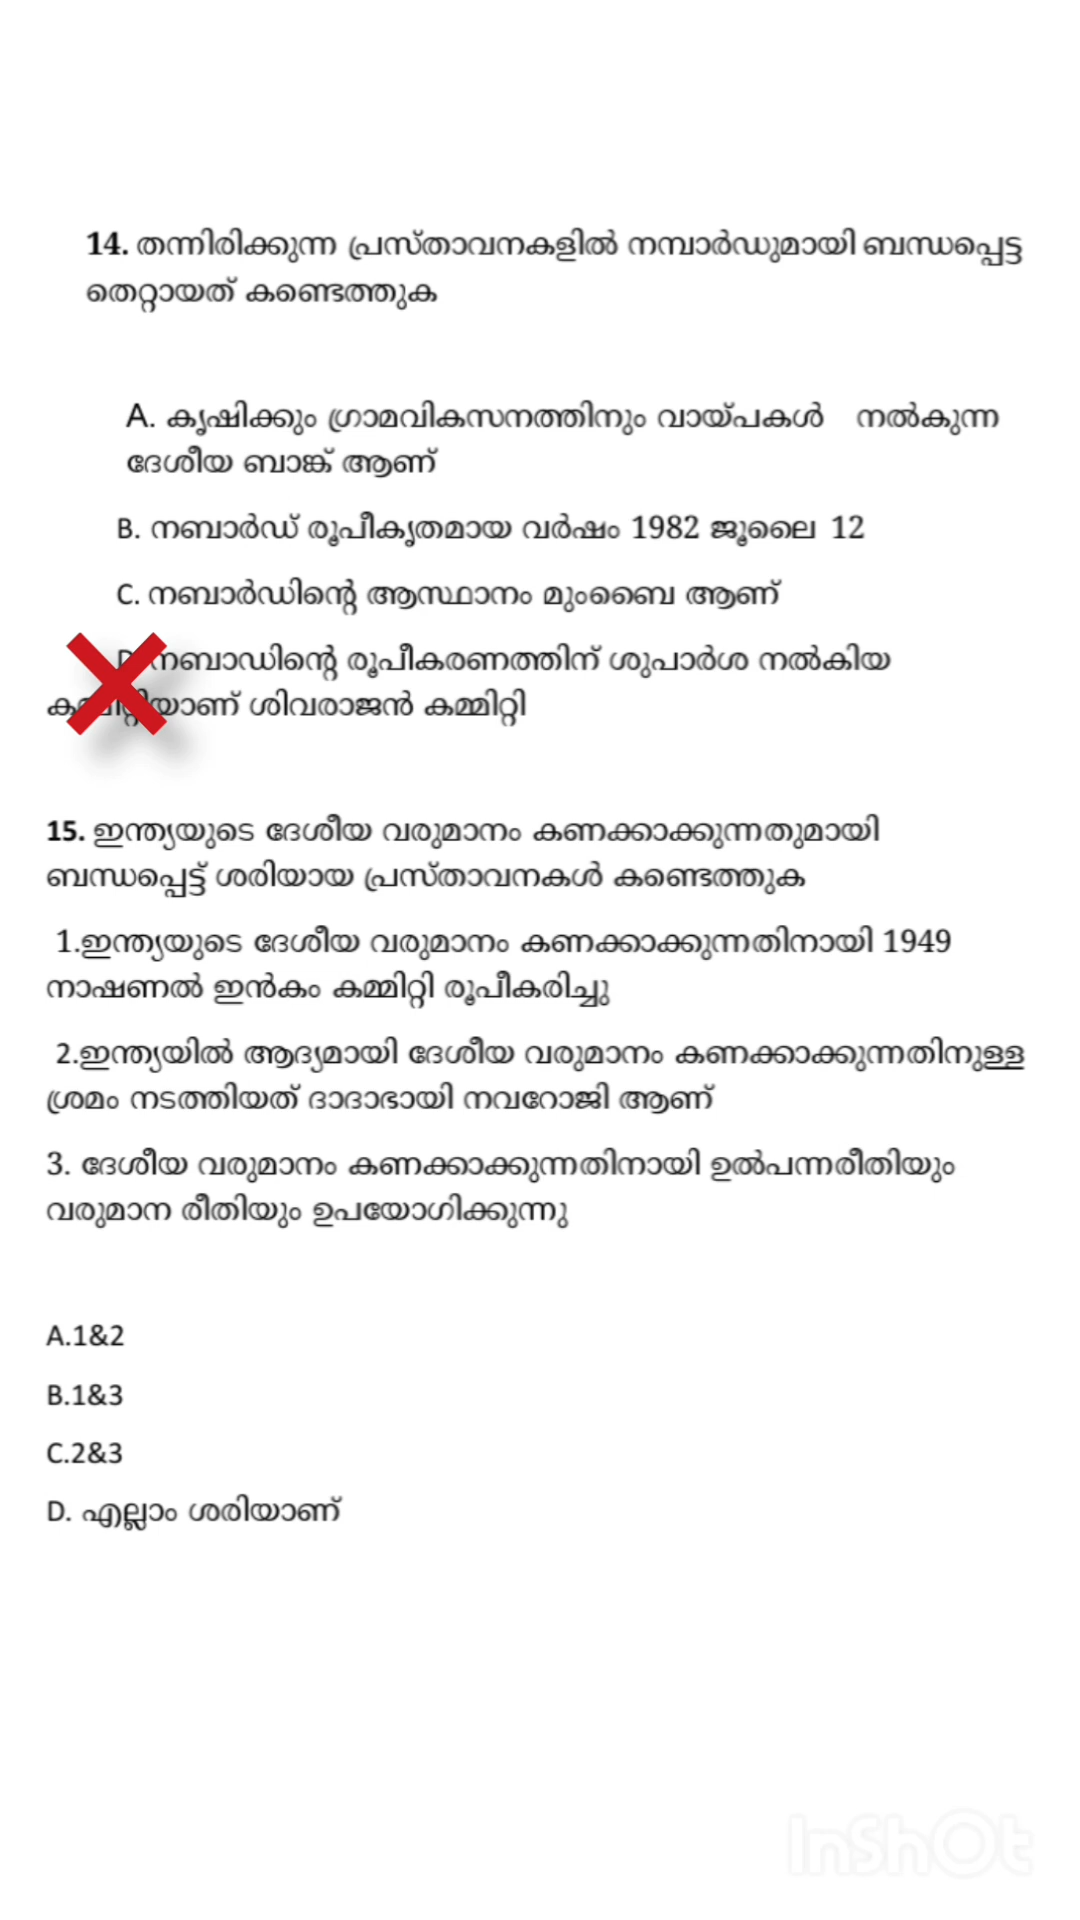 14. തന്നിരിക്കുന്ന പ്രസ്താവനകളിൽ നമ്പാർഡുമായി ബന്ധപ്പെട്ട
തെറ്റായത് കണ്ടെത്തുക
A. കൃഷിക്കും ഗ്രാമവികസനത്തിനും വായ്പകൾ നൽകുന്ന
ദേശീയ ബാങ്ക് ആണ്
B. നബാർഡ് രൂപീകൃതമായ വർഷം 1982 ജൂലൈ 12
C. നബാർഡിന്റെ ആസ്ഥാനം മുംബൈ ആണ്
D നബാഡിന്റെ രൂപീകരണത്തിന് ശുപാർശ നൽകിയ
കമ്മിറ്റിയാണ് ശിവരാജൻ കമ്മിറ്റി
15. ഇന്ത്യയുടെ ദേശീയ വരുമാനം കണക്കാക്കുന്നതുമായി
ബന്ധപ്പെട്ട് ശരിയായ പ്രസ്താവനകൾ കണ്ടെത്തുക
1.ഇന്ത്യയുടെ ദേശീയ വരുമാനം കണക്കാക്കുന്നതിനായി 1949
നാഷണൽ ഇൻകം കമ്മിറ്റി രൂപീകരിച്ചു
2.ഇന്ത്യയിൽ ആദ്യമായി ദേശീയ വരുമാനം കണക്കാക്കുന്നതിനുള്ള
ശ്രമം നടത്തിയത് ദാദാഭായി നവറോജി ആണ്
3. ദേശീയ വരുമാനം കണക്കാക്കുന്നതിനായി ഉൽപന്നരീതിയും
വരുമാന രീതിയും ഉപയോഗിക്കുന്നു
A.1&2
B.1&3
C.2&3
D. എല്ലാം ശരിയാണ്
InShOt